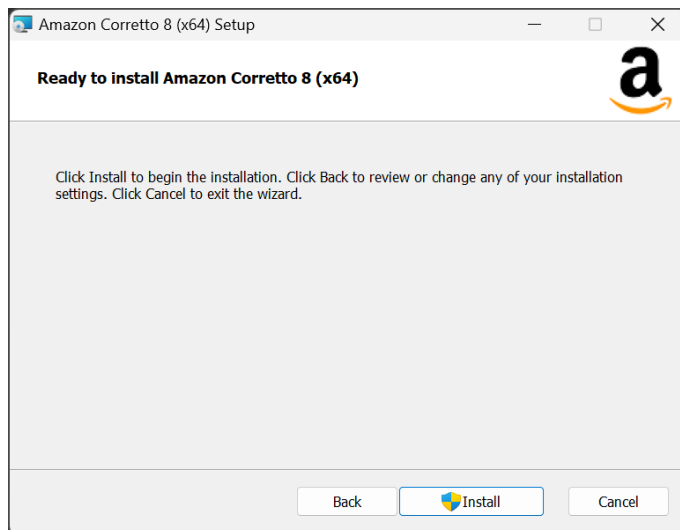 Amazon Corretto 8 (x64) Setup
Ready to install Amazon Corretto 8 (x64)
a
Click Install to begin the installation. Click Back to review or change any of your installation
settings. Click Cancel to exit the wizard.
Back
Install
Cancel